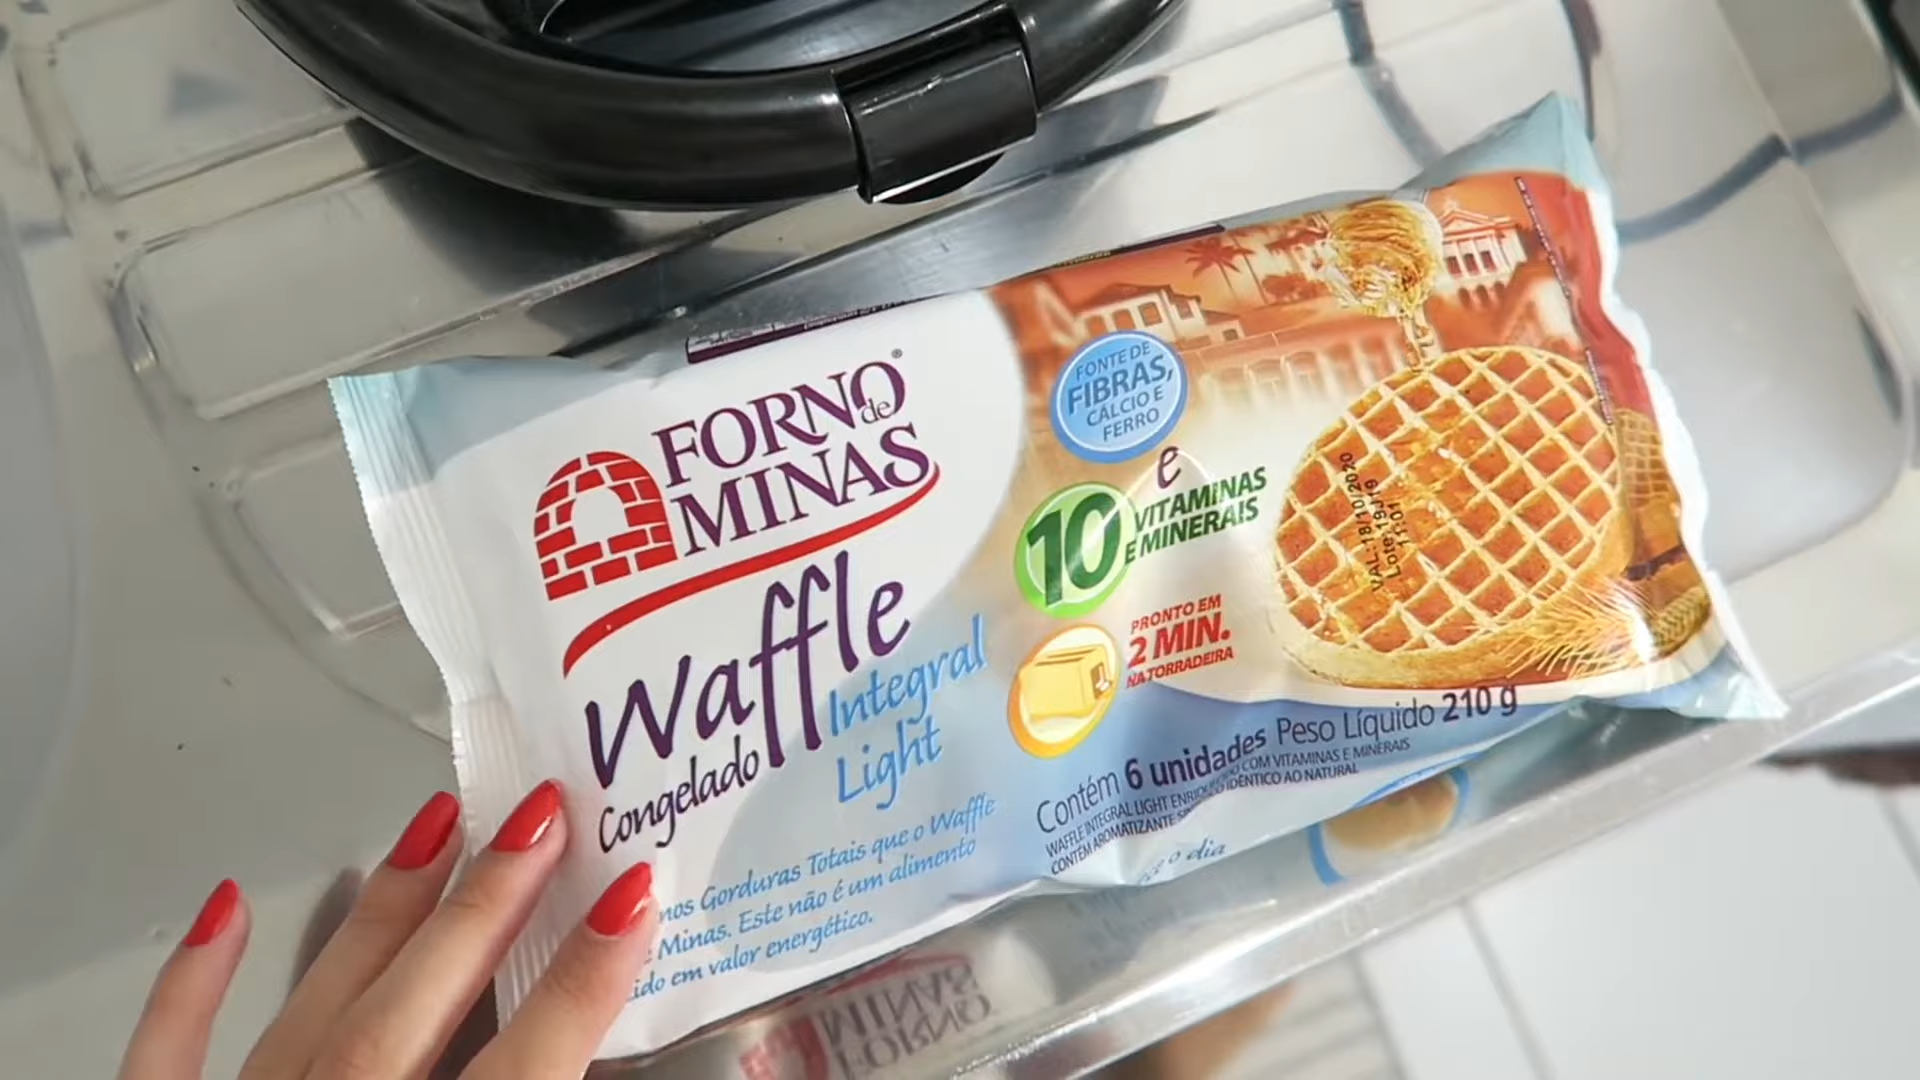 FORNO de
MINAS®
Waffle
Congelado
Integral
Light
nos Gorduras Totais que o Waffle
Minas. Este não é um alimento
ido em valor energético.
FONTE DE
FIBRAS,
CÁLCIO E
FERRO
e
10 VITAMINAS
E MINERAIS
PRONTO EM
2 MIN.
NA TORRADEIRA
VAL: 18/10/2020
Lote: 19J19
11:01
Contém 6 unidades Peso Líquido 210 g
WAFFLE INTEGRAL LIGHT COM VITAMINAS E MINERAIS
CONTÉM AROMATIZANTE IDÊNTICO AO NATURAL
o dia
FORNO
MINAS